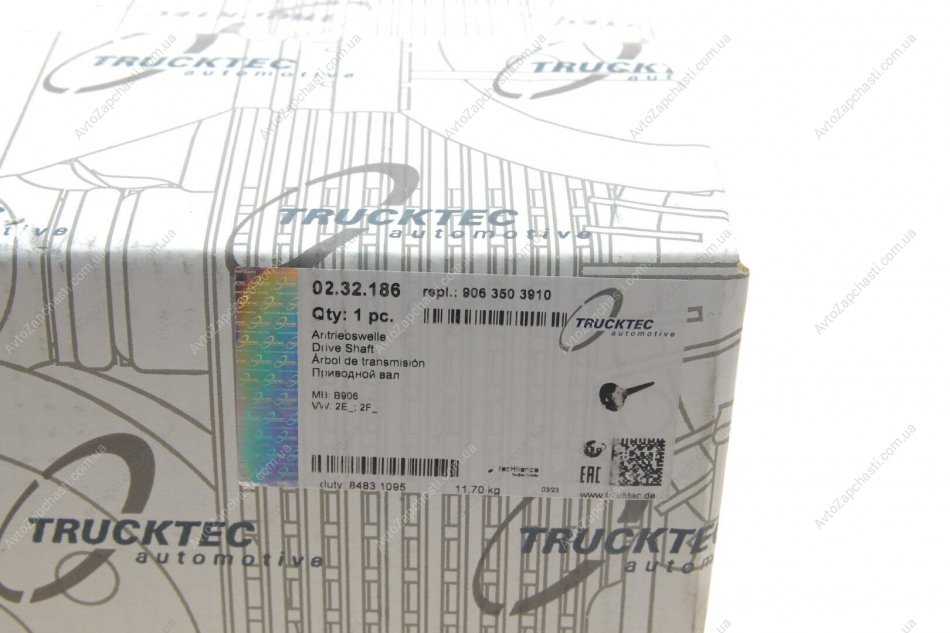 TRUCKTEC
automotive
TRUCKTEC
TRUCKTEC
automotive
02.32.186 repl.: 906 350 3910
Qty: 1 pc.
Antriebswelle
Drive Shaft
Árbol de transmisión
Приводной вал
MB: B906
VW: 2E_, 2F_
TRUCKTEC
automotive
duty: 8483 1095 11.70 kg 03/23
TecAlliance
EAC
www.trucktec.de
TRUCKTEC
automotive
TRUCKTEC
AvtoZapchasti.com.ua